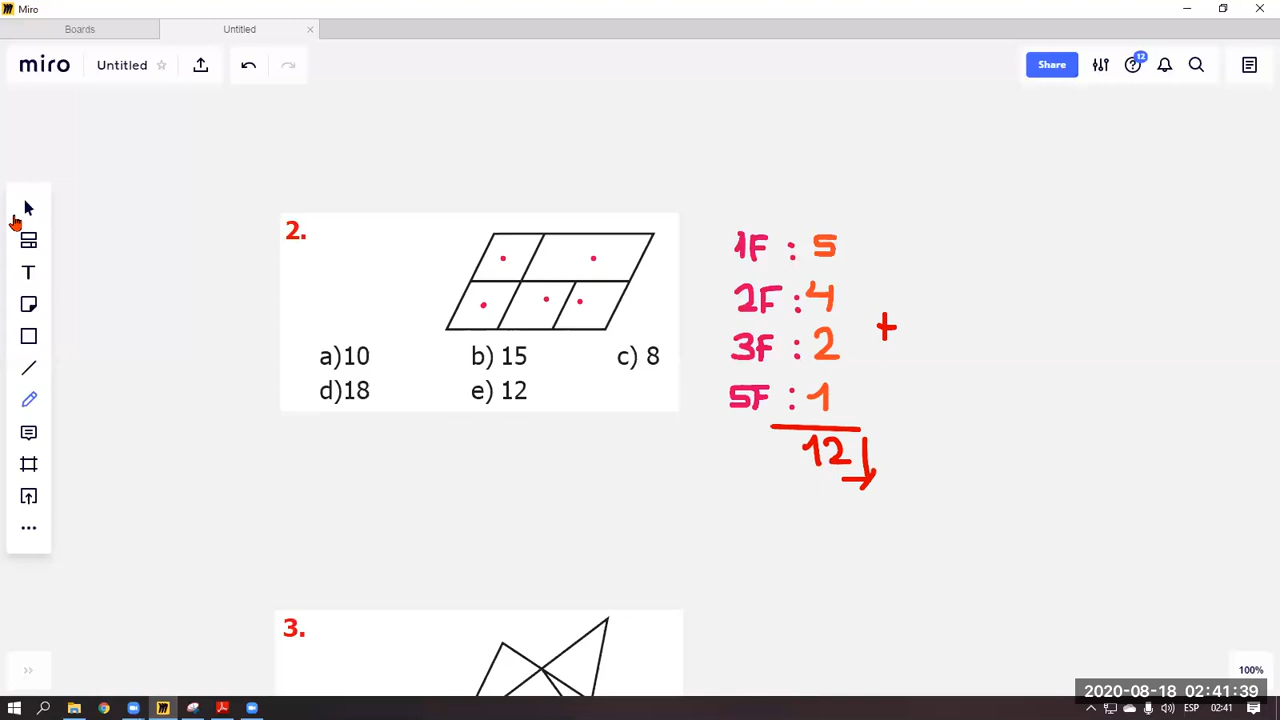 Miro
Boards Untitled
miro Untitled Share 12
2.
a)10 b) 15 c) 8
d)18 e) 12
1F : 5
2F : 4
3F : 2
+
5F : 1
12
3.
100%
2020-08-18 02:41:39
ESP 02:41